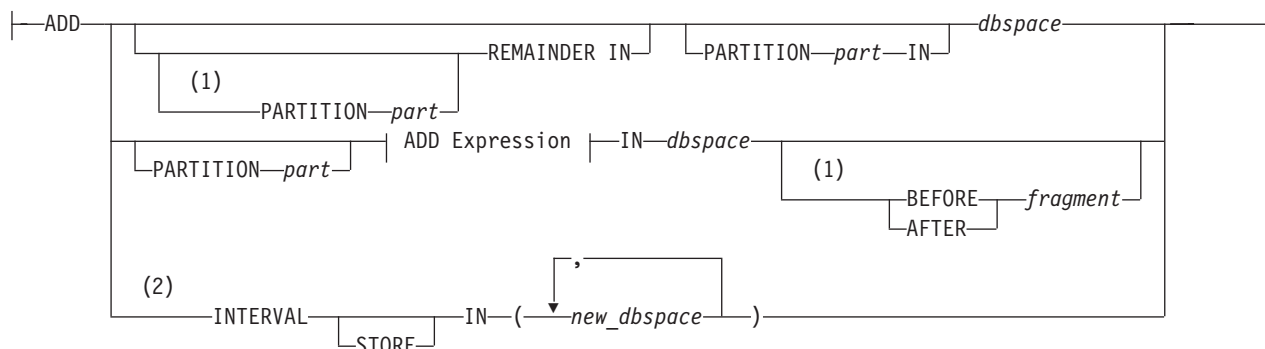 ADD dbspace
REMAINDER IN PARTITION part IN
(1)
PARTITION part
ADD Expression IN dbspace
PARTITION part (1)
BEFORE fragment
AFTER
,
(2)
INTERVAL IN ( new_dbspace )
STORE